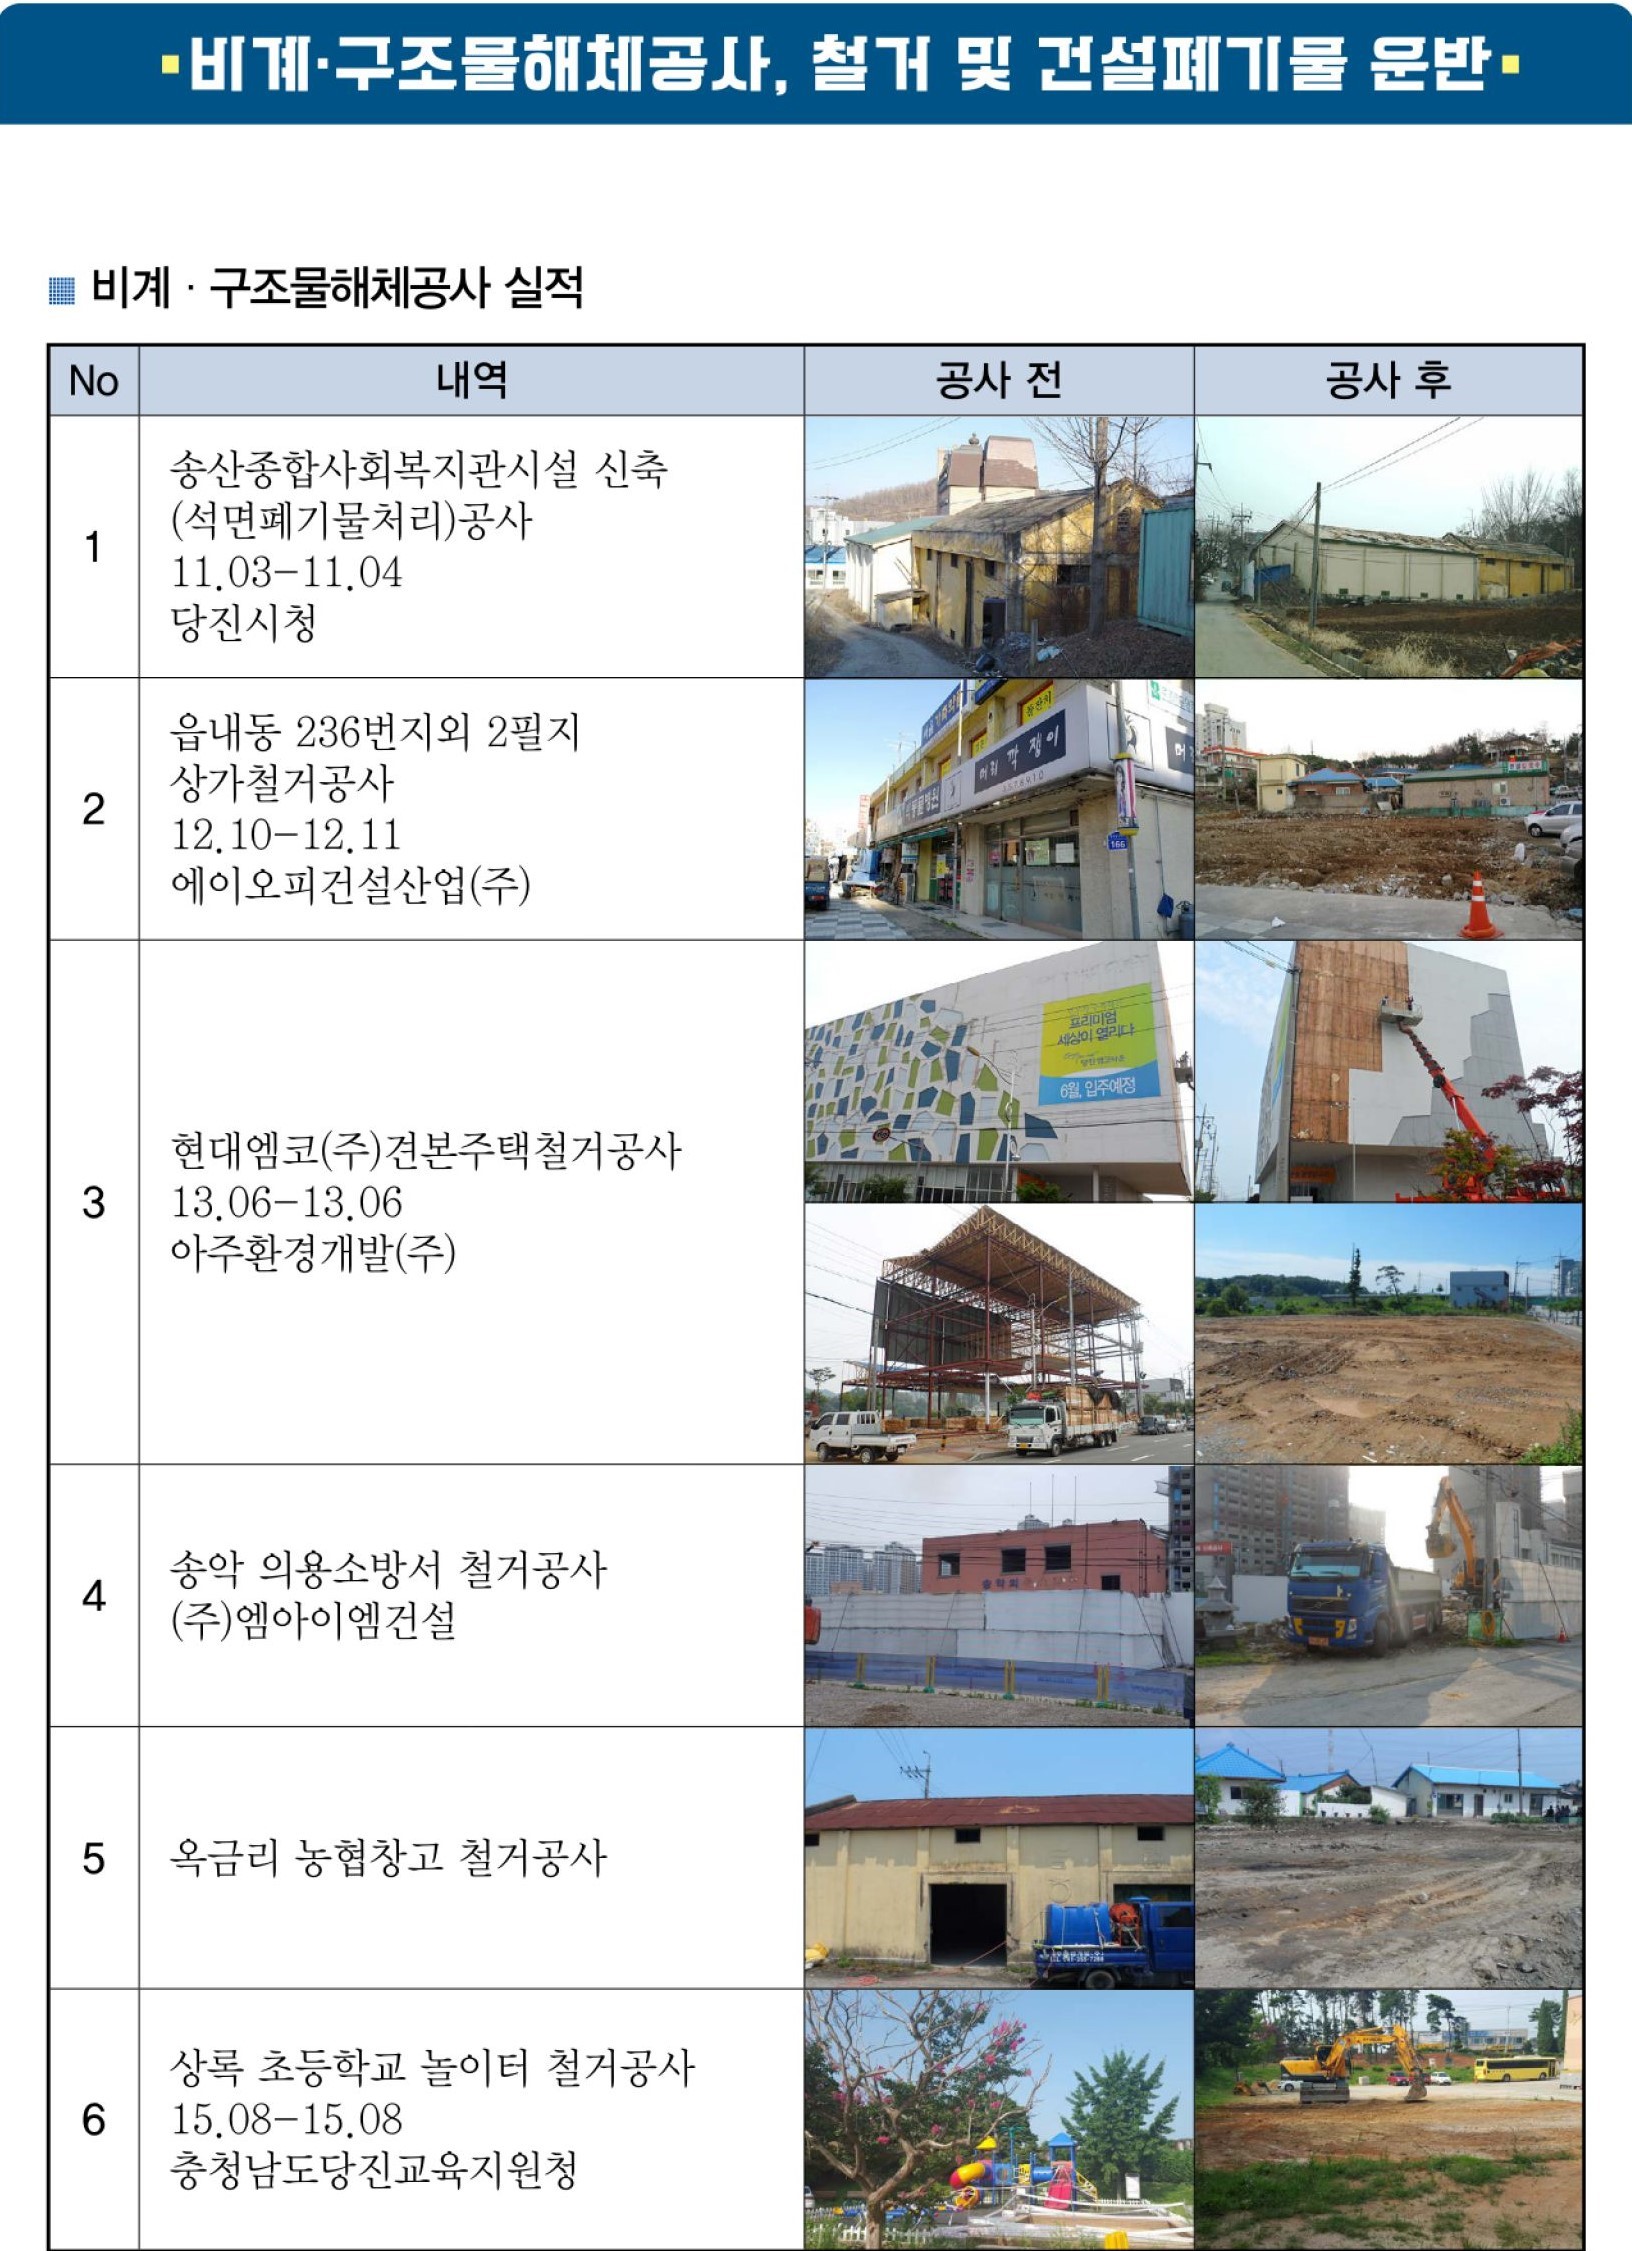 비계·구조물해체공사, 철거 및 건설폐기물 운반
비계 · 구조물해체공사 실적
No 내역 공사 전 공사 후
1
송산종합사회복지관시설 신축
(석면폐기물처리)공사
11.03-11.04
당진시청
2
읍내동 236번지외 2필지
상가철거공사
12.10-12.11
에이오피건설산업(주)
머리깍쟁이
166
3
현대엠코(주)견본주택철거공사
13.06-13.06
아주환경개발(주)
프리미엄
세상이 열리다
6월, 입주예정
4
송악 의용소방서 철거공사
(주)엠아이엠건설
5
옥금리 농협창고 철거공사
6
상록 초등학교 놀이터 철거공사
15.08-15.08
충청남도당진교육지원청